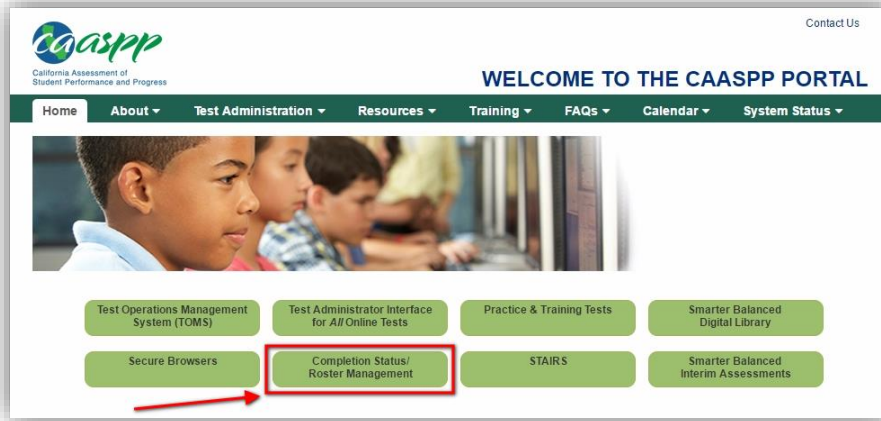 Contact Us
caaspp
California Assessment of
Student Performance and Progress
WELCOME TO THE CAASPP PORTAL
Home About Test Administration Resources Training FAQs Calendar System Status
Test Operations Management
System (TOMS)
Test Administrator Interface
for All Online Tests
Practice & Training Tests
Smarter Balanced
Digital Library
Secure Browsers
Completion Status/
Roster Management
STAIRS
Smarter Balanced
Interim Assessments